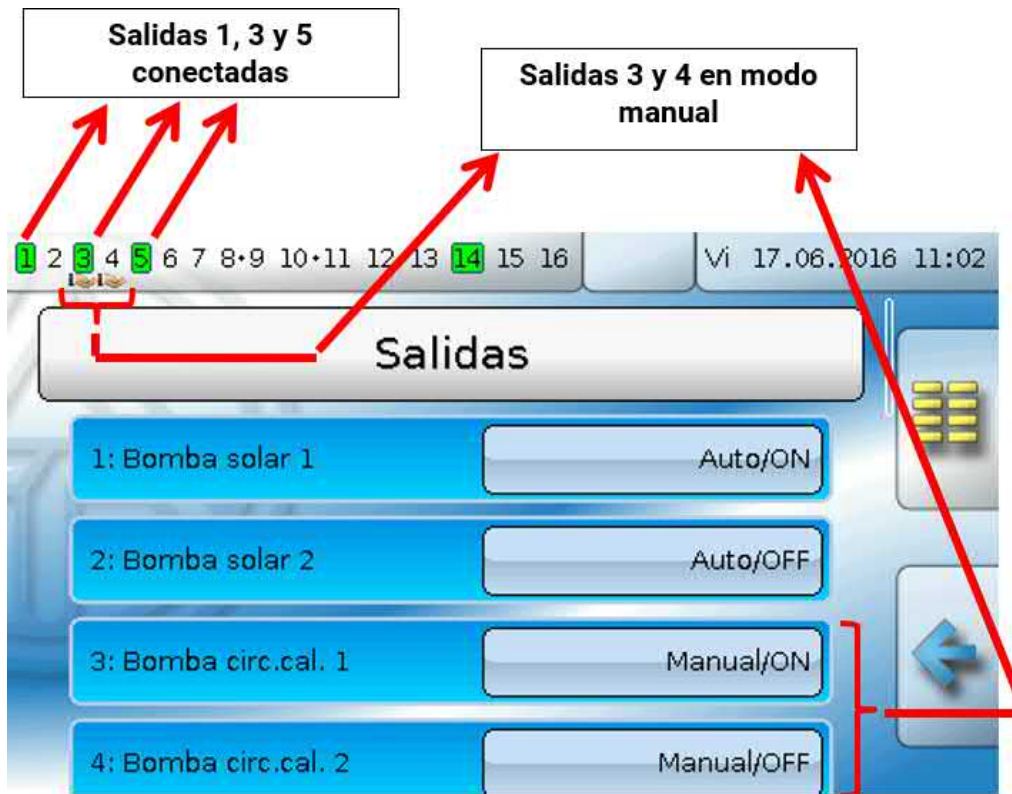 Salidas 1, 3 y 5
conectadas
Salidas 3 y 4 en modo
manual
1 2 3 4 5 6 7 8•9 10•11 12 13 14 15 16
Vi 17.06.2016 11:02
Salidas
1: Bomba solar 1
Auto/ON
2: Bomba solar 2
Auto/OFF
3: Bomba circ.cal. 1
Manual/ON
4: Bomba circ.cal. 2
Manual/OFF